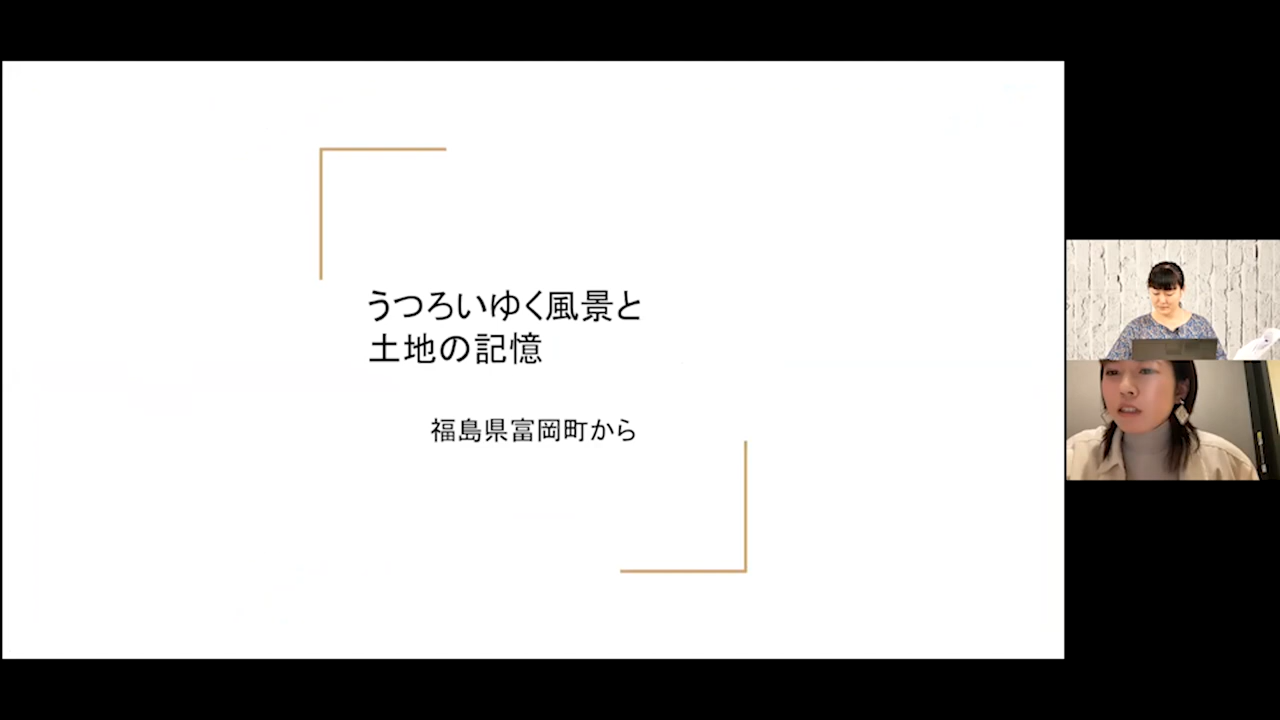 うつろいゆく風景と
土地の記憶
福島県富岡町から